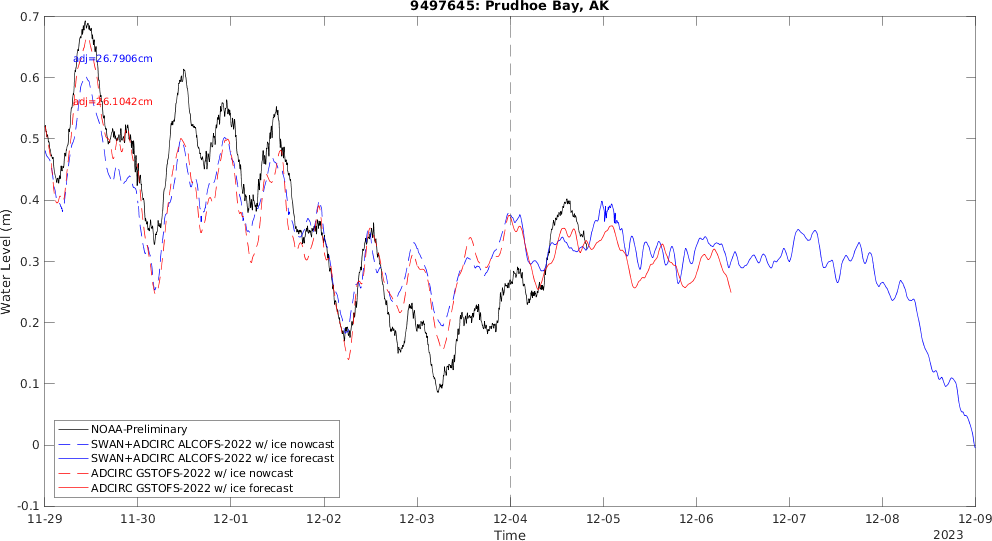 9497645: Prudhoe Bay, AK
0.7
adj=26.7906cm
0.6
adj=26.1042cm
0.5
0.4
0.3
0.2
0.1
0
-0.1
Water Level (m)
NOAA-Preliminary
SWAN+ADCIRC ALCOFS-2022 w/ ice nowcast
SWAN+ADCIRC ALCOFS-2022 w/ ice forecast
ADCIRC GSTOFS-2022 w/ ice nowcast
ADCIRC GSTOFS-2022 w/ ice forecast
11-29 11-30 12-01 12-02 12-03 12-04 12-05 12-06 12-07 12-08 12-09
Time
2023